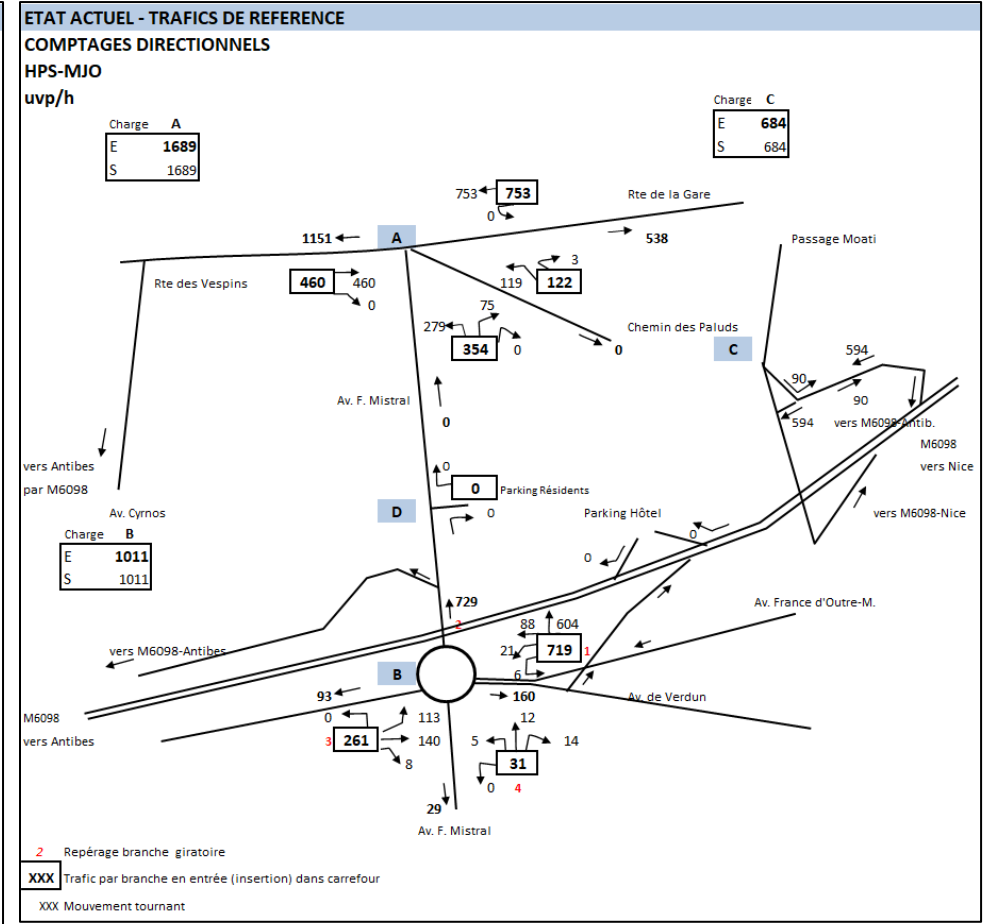 ETAT ACTUEL - TRAFICS DE REFERENCE
COMPTAGES DIRECTIONNELS
HPS-MJO
uvp/h
Charge A
E 1689
S 1689
Charge C
E 684
S 684
753 753
0
Rte de la Gare
1151
A
538
Passage Moati
Rte des Vespins
460 460
0
3
119 122
75
279
354 0
Chemin des Paluds
0
C
594
90
90
594
vers M6098-Antib.
M6098
vers Nice
Av. F. Mistral
0
vers Antibes
par M6098
0
0 Parking Résidents
0
Av. Cyrnos
D
Parking Hôtel
vers M6098-Nice
Charge B
E 1011
S 1011
0
0
729
2
Av. France d'Outre-M.
88 604
21 719 1
6
vers M6098-Antibes
B
93
160
Av. de Verdun
M6098
vers Antibes
0 113
3 261 140
8
12
5 14
31
0 4
29
Av. F. Mistral
2 Repérage branche giratoire
XXX Trafic par branche en entrée (insertion) dans carrefour
XXX Mouvement tournant